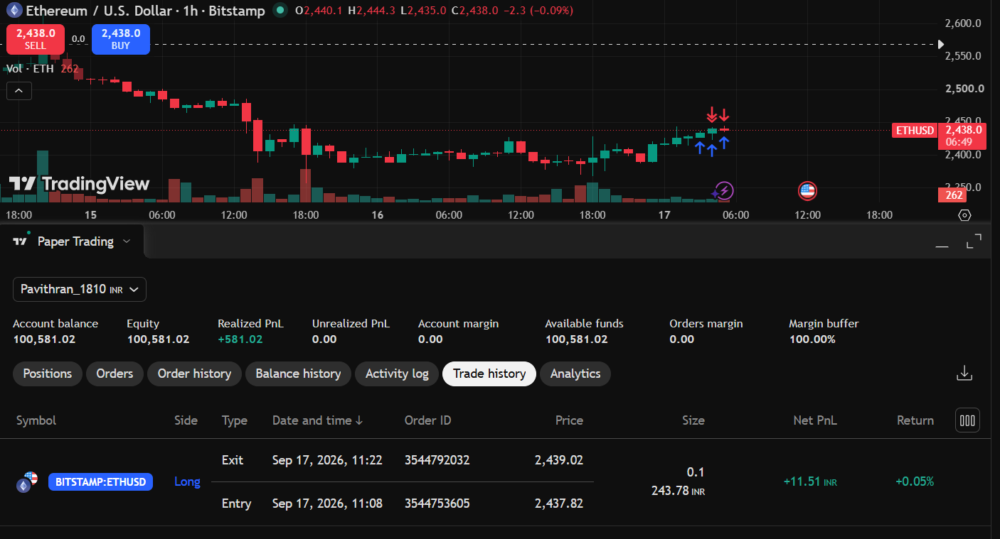 Ethereum / U.S. Dollar · 1h · Bitstamp O2,440.1 H2,444.3 L2,435.0 C2,438.0 −2.3 (−0.09%)
2,600.0
2,438.0
SELL
0.0
2,438.0
BUY
2,550.0
Vol · ETH 262
2,500.0
2,450.0
ETHUSD 2,438.0
06:49
2,400.0
TradingView
2,350.0
262
18:00 15 06:00 12:00 18:00 16 06:00 12:00 18:00 17 06:00 12:00 18:00
Paper Trading
Pavithran_1810 INR
Account balance Equity Realized PnL Unrealized PnL Account margin Available funds Orders margin Margin buffer
100,581.02 100,581.02 +581.02 0.00 0.00 100,581.02 0.00 100.00%
Positions Orders Order history Balance history Activity log Trade history Analytics
Symbol Side Type Date and time ↓ Order ID Price Size Net PnL Return
Exit Sep 17, 2026, 11:22 3544792032 2,439.02
BITSTAMP:ETHUSD Long 0.1
243.78 INR
+11.51 INR +0.05%
Entry Sep 17, 2026, 11:08 3544753605 2,437.82